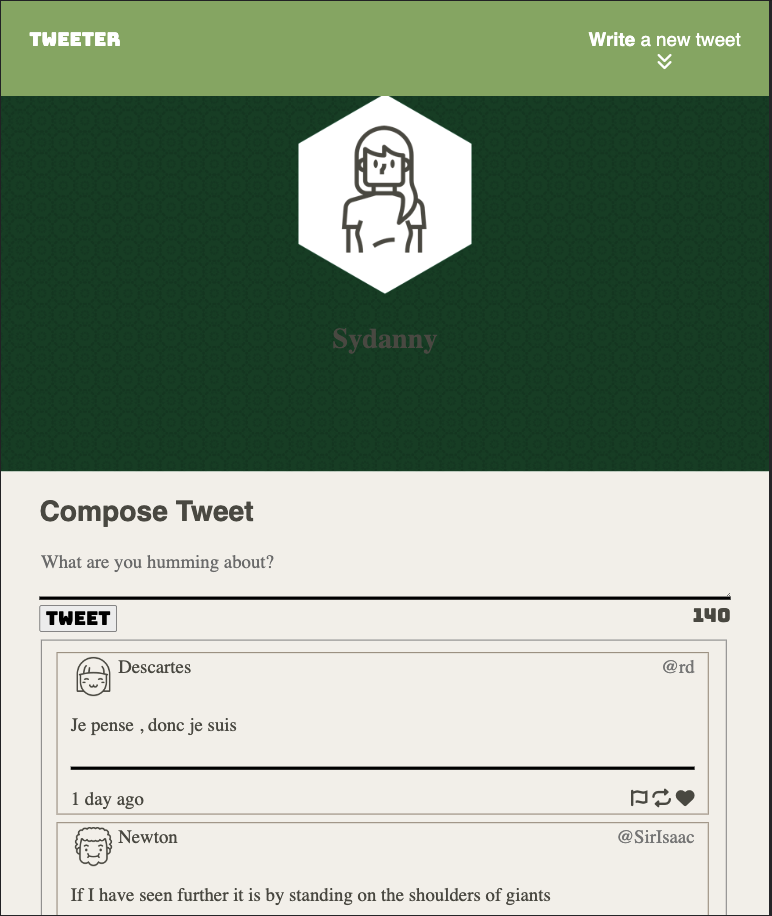 TWEETER
Write a new tweet
Sydanny
Compose Tweet
What are you humming about?
TWEET
140
Descartes
@rd
Je pense , donc je suis
1 day ago
Newton
@SirIsaac
If I have seen further it is by standing on the shoulders of giants